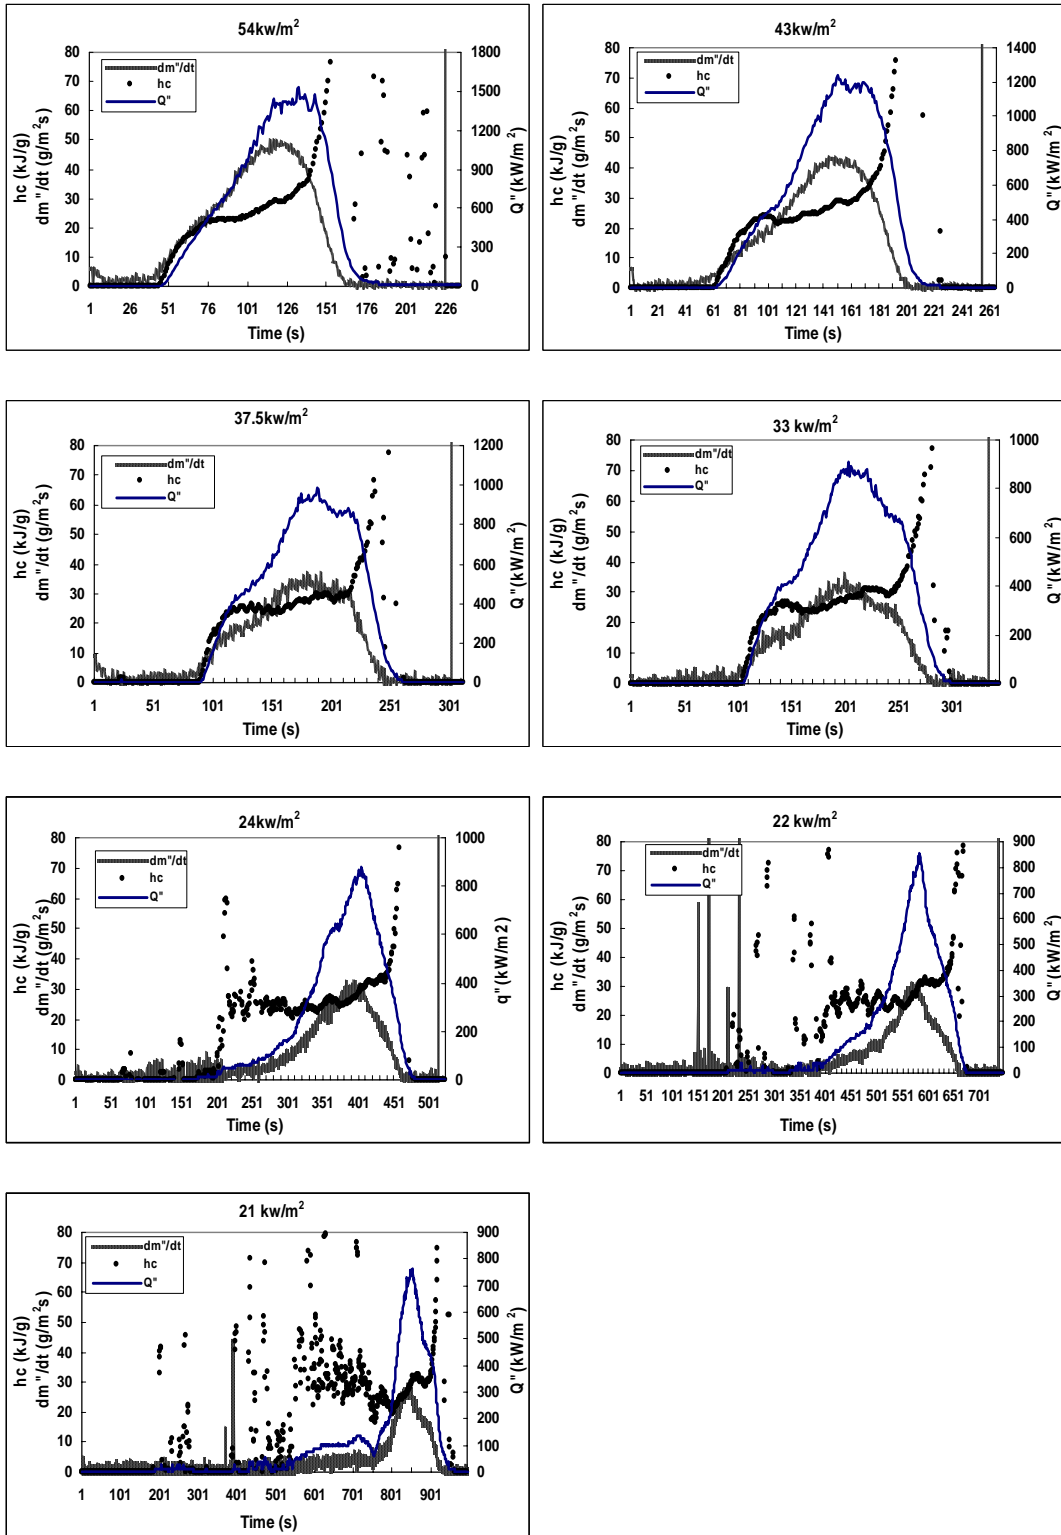 54kw/m2
dm"/dt
hc
Q"
80 70 60 50 40 30 20 10 0
hc (kJ/g)
dm"/dt (g/m2s)
1800 1500 1200 900 600 300 0
Q"(kW/m2)
1 26 51 76 101 126 151 176 201 226
Time (s)
43kw/m2
dm"/dt
hc
Q"
80 70 60 50 40 30 20 10 0
hc (kJ/g)
dm"/dt (g/m2s)
1400 1200 1000 800 600 400 200 0
Q"(kW/m2)
1 21 41 61 81 101 121 141 161 181 201 221 241 261
Time (s)
37.5kw/m2
dm"/dt
hc
Q"
80 70 60 50 40 30 20 10 0
hc (kJ/g)
dm"/dt (g/m2s)
1200 1000 800 600 400 200 0
Q"(kW/m2)
1 51 101 151 201 251 301
Time (s)
33 kw/m2
dm"/dt
hc
Q"
80 70 60 50 40 30 20 10 0
hc (kJ/g)
dm"/dt (g/m2s)
1000 800 600 400 200 0
Q"(kW/m2)
1 51 101 151 201 251 301
Time (s)
24kw/m2
dm"/dt
hc
Q"
80 70 60 50 40 30 20 10 0
hc (kJ/g)
dm"/dt (g/m2s)
1000 800 600 400 200 0
q"(kW/m2)
1 51 101 151 201 251 301 351 401 451 501
Time (s)
22 kw/m2
dm"/dt
hc
Q"
80 70 60 50 40 30 20 10 0
hc (kJ/g)
dm"/dt (g/m2s)
900 800 700 600 500 400 300 200 100 0
Q"(kW/m2)
1 51 101 151 201 251 301 351 401 451 501 551 601 651 701
Time (s)
21 kw/m2
dm"/dt
hc
Q"
80 70 60 50 40 30 20 10 0
hc (kJ/g)
dm"/dt (g/m2s)
900 800 700 600 500 400 300 200 100 0
Q"(kW/m2)
1 101 201 301 401 501 601 701 801 901
Time (s)